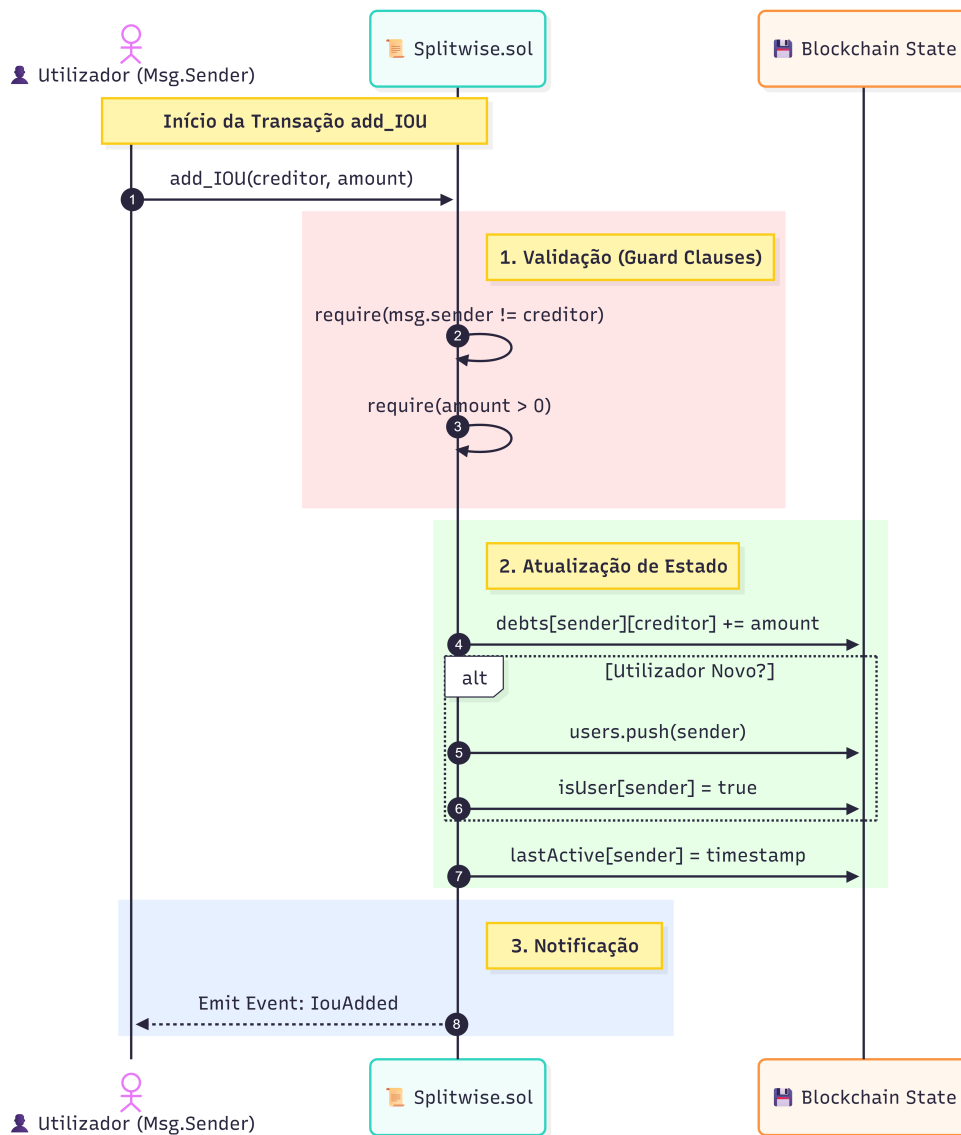 Splitwise.sol
Blockchain State
Utilizador (Msg.Sender)
Início da Transação add_IOU
add_IOU(creditor, amount)
1
1. Validação (Guard Clauses)
require(msg.sender != creditor)
2
require(amount > 0)
3
2. Atualização de Estado
debts[sender][creditor] += amount
4
alt
[Utilizador Novo?]
users.push(sender)
5
isUser[sender] = true
6
lastActive[sender] = timestamp
7
3. Notificação
Emit Event: IouAdded
8
Splitwise.sol
Blockchain State
Utilizador (Msg.Sender)